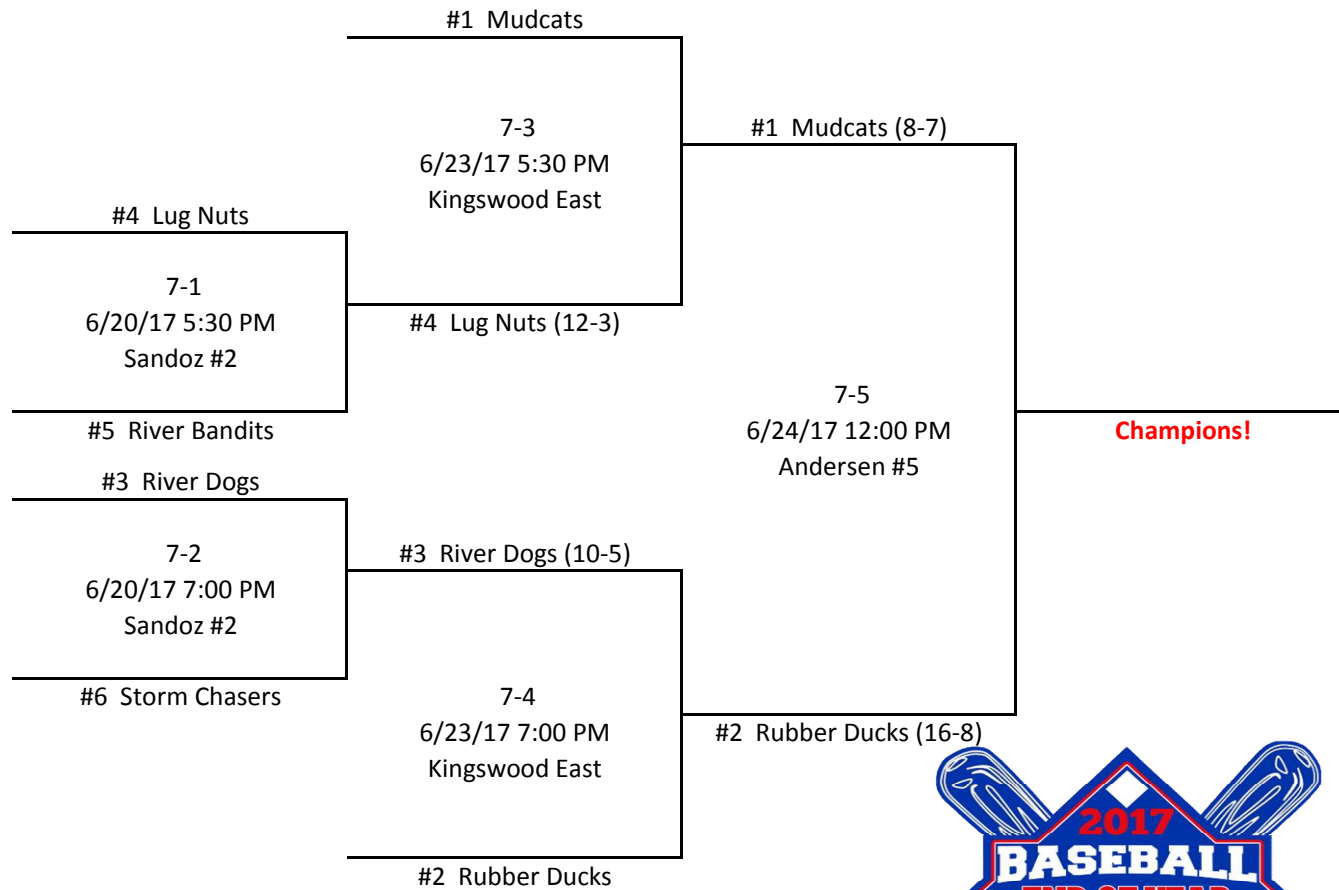 #1 Mudcats
7-3
6/23/17 5:30 PM
Kingswood East
#1 Mudcats (8-7)
#4 Lug Nuts
7-1
6/20/17 5:30 PM
Sandoz #2
#4 Lug Nuts (12-3)
#5 River Bandits
7-5
6/24/17 12:00 PM
Andersen #5
Champions!
#3 River Dogs
7-2
6/20/17 7:00 PM
Sandoz #2
#3 River Dogs (10-5)
#6 Storm Chasers
7-4
6/23/17 7:00 PM
Kingswood East
#2 Rubber Ducks (16-8)
#2 Rubber Ducks
2017
BASEBALL
END OF YEAR